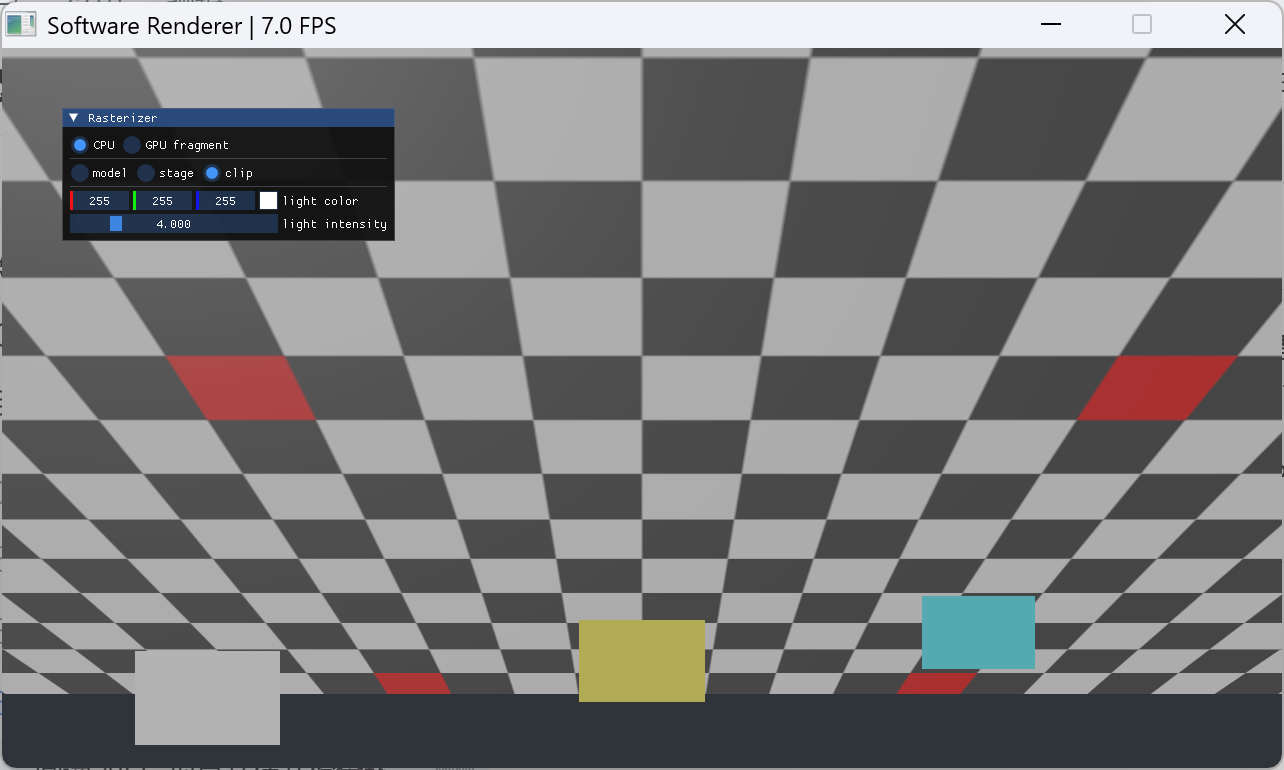 Software Renderer | 7.0 FPS
Rasterizer
CPU GPU fragment
model stage clip
255 255 255 light color
4.000 light intensity